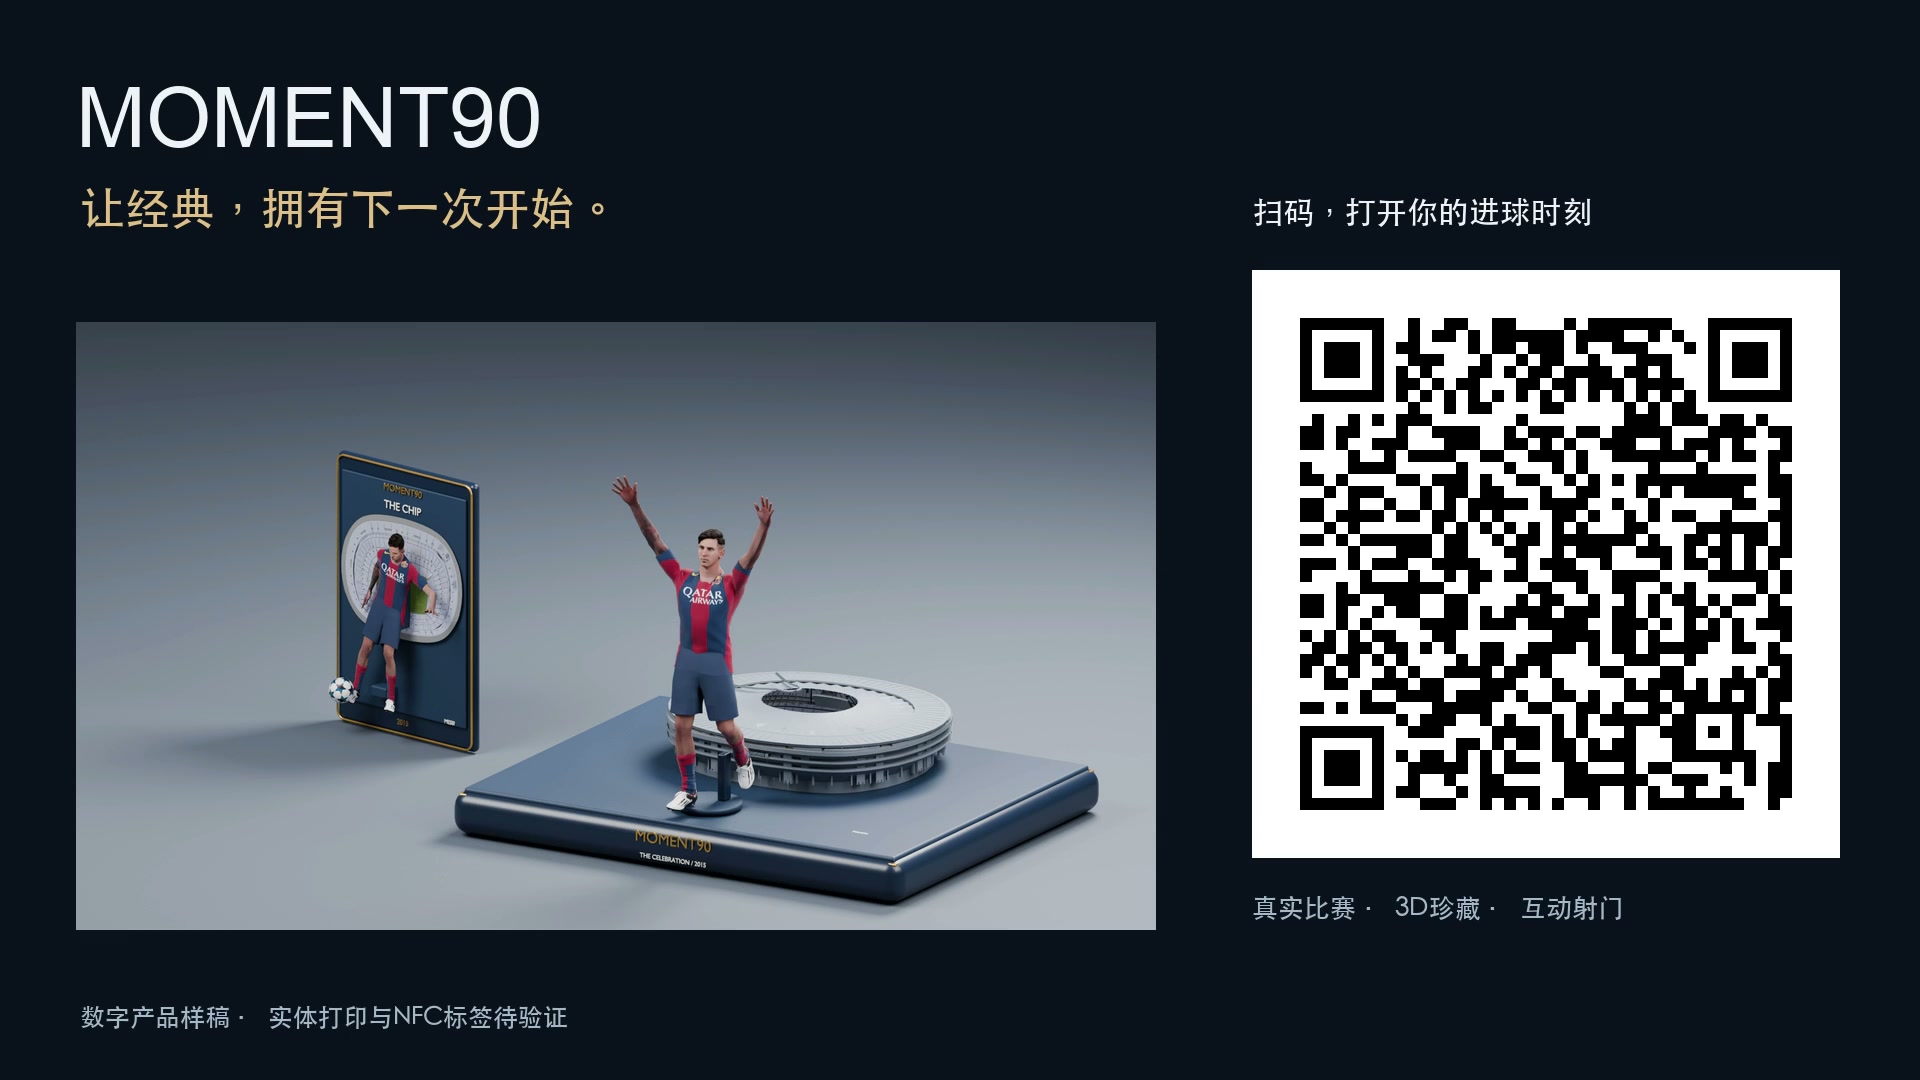 MOMENT90
让经典，拥有下一次开始。
扫码，打开你的进球时刻
MOMENT90
THE CHIP
QATAR
AIRWAYS
2015
MESSI
QATAR
AIRWAYS
MOMENT90
THE CELEBRATION / 2015
真实比赛 · 3D珍藏 · 互动射门
数字产品样稿 · 实体打印与NFC标签待验证